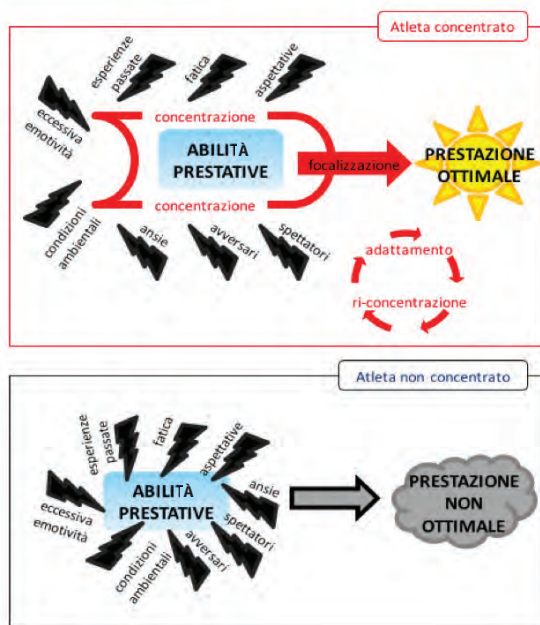 Atleta concentrato
esperienze
passate
fatica
aspettative
eccessiva
emotività
concentrazione
ABILITÀ
PRESTATIVE
focalizzazione
PRESTAZIONE
OTTIMALE
concentrazione
condizioni
ambientali
ansie
avversari
spettatori
adattamento
ri-concentrazione
Atleta non concentrato
esperienze
passate
fatica
aspettative
ansie
ABILITÀ
PRESTATIVE
eccessiva
emotività
spettatori
avversari
condizioni
ambientali
PRESTAZIONE
NON
OTTIMALE